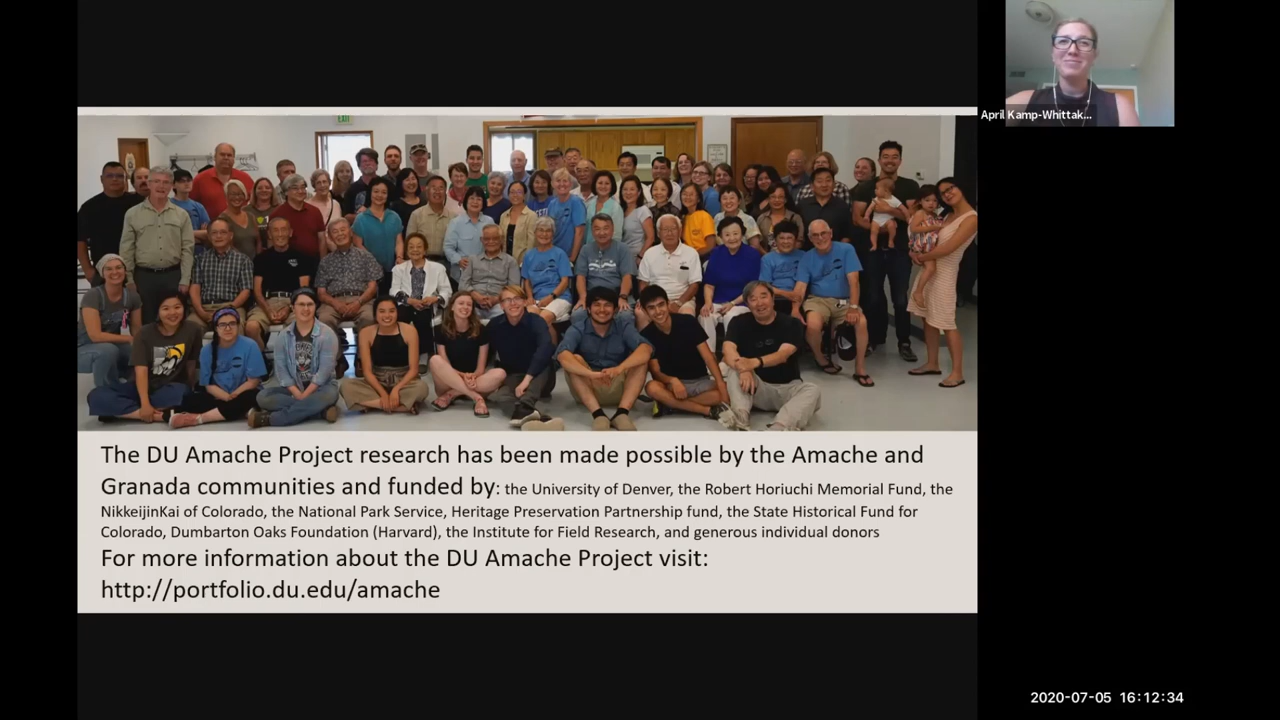 EXIT
April Kamp-Whittak...
The DU Amache Project research has been made possible by the Amache and
Granada communities and funded by: the University of Denver, the Robert Horiuchi Memorial Fund, the
NikkeijinKai of Colorado, the National Park Service, Heritage Preservation Partnership fund, the State Historical Fund for
Colorado, Dumbarton Oaks Foundation (Harvard), the Institute for Field Research, and generous individual donors
For more information about the DU Amache Project visit:
http://portfolio.du.edu/amache
2020-07-05 16:12:34